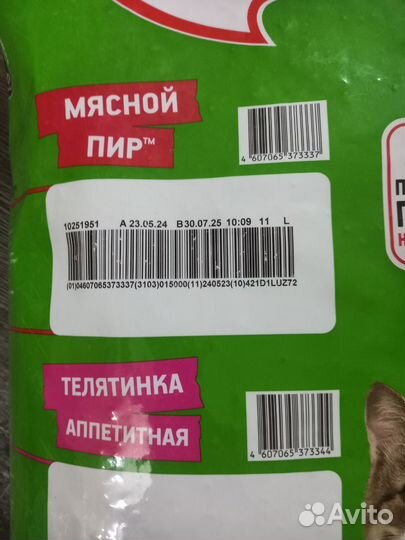 МЯСНОЙ
ПИР™
4 607065 373337
10251951 A 23.05.24 B30.07.25 10:09 11 L
(01)04607065373337(3103)015000(11)240523(10)421D1LUZ72
ТЕЛЯТИНКА
АППЕТИТНАЯ
4 607065 373344
Avito